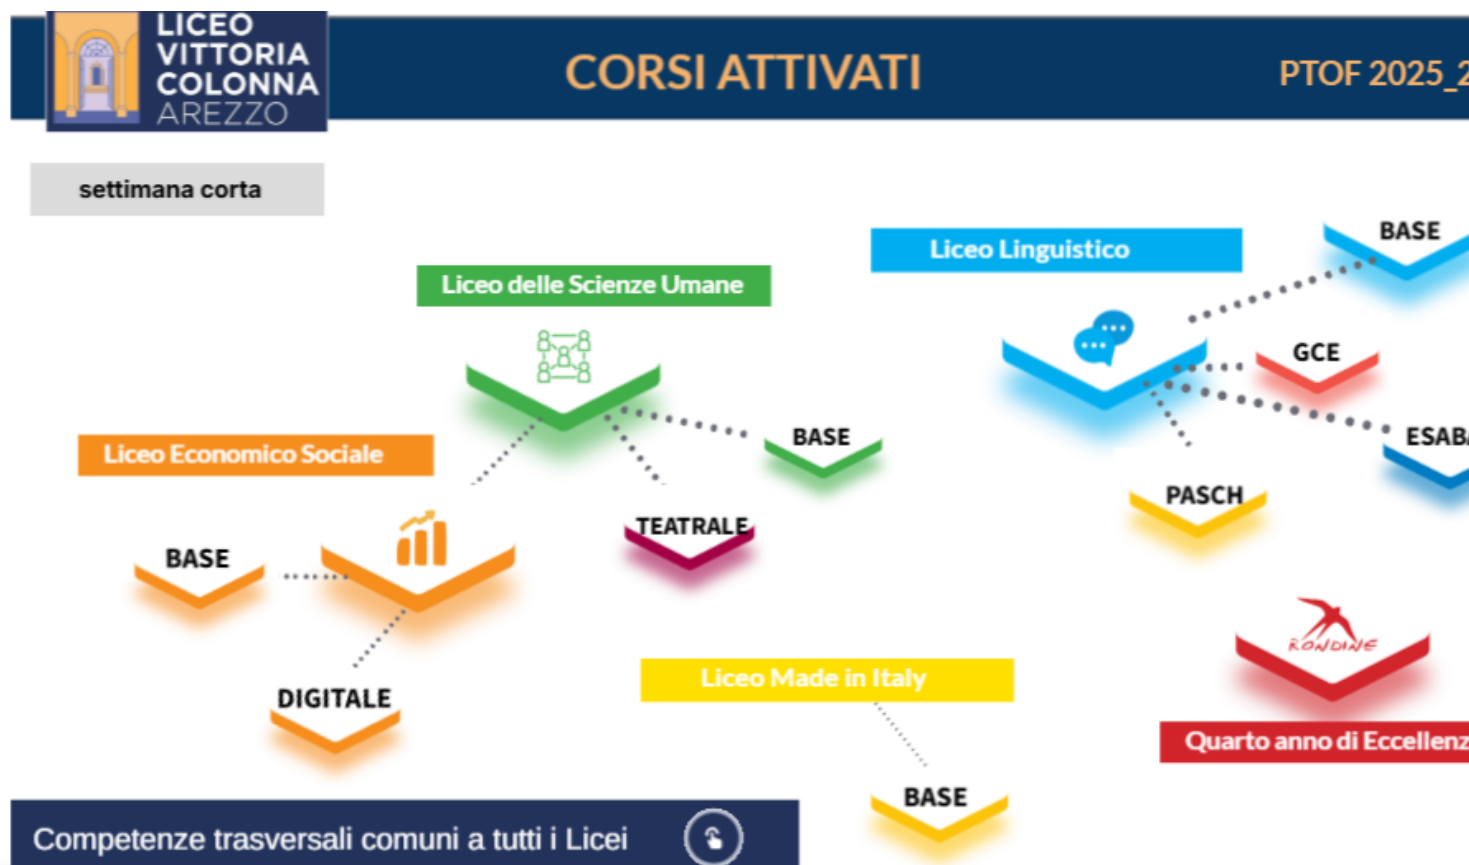 LICEO
VITTORIA
COLONNA
AREZZO
CORSI ATTIVATI
PTOF 2025_2
settimana corta
Liceo Linguistico
BASE
Liceo delle Scienze Umane
GCE
Liceo Economico Sociale
BASE
ESABA
PASCH
TEATRALE
BASE
RONDINE
Liceo Made in Italy
DIGITALE
Quarto anno di Eccellenz
BASE
Competenze trasversali comuni a tutti i Licei